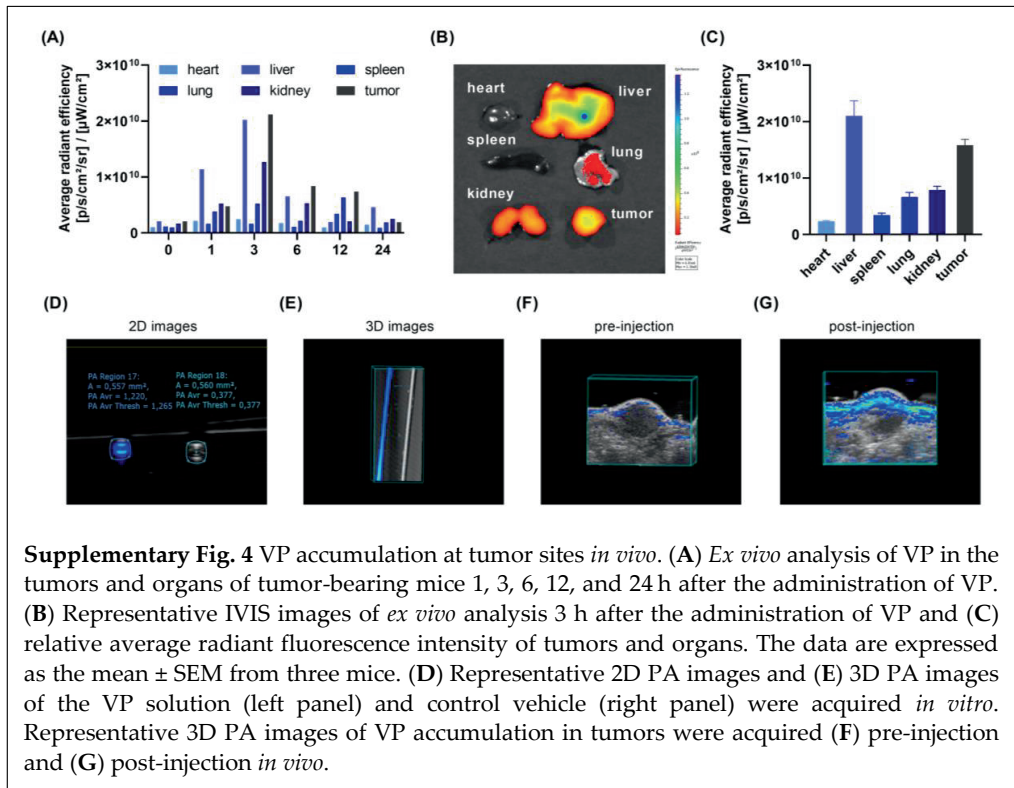 (A)
Average radiant efficiency
[p/s/cm²/sr] / [µW/cm²]
3×10¹⁰
2×10¹⁰
1×10¹⁰
0
heart liver spleen
lung kidney tumor
0 1 3 6 12 24
(B)
heart
liver
spleen
lung
kidney
tumor
(C)
Average radiant efficiency
[p/s/cm²/sr] / [µW/cm²]
3×10¹⁰
2×10¹⁰
1×10¹⁰
0
heart
liver
spleen
lung
kidney
tumor
(D)
2D images
PA Region 17:
A = 0,557 mm²,
PA Avr = 1,220,
PA Avr Thresh = 1,265
PA Region 18:
A = 0,560 mm²,
PA Avr = 0,377,
PA Avr Thresh = 0,377
(E)
3D images
(F)
pre-injection
(G)
post-injection
Supplementary Fig. 4 VP accumulation at tumor sites in vivo. (A) Ex vivo analysis of VP in the
tumors and organs of tumor-bearing mice 1, 3, 6, 12, and 24 h after the administration of VP.
(B) Representative IVIS images of ex vivo analysis 3 h after the administration of VP and (C)
relative average radiant fluorescence intensity of tumors and organs. The data are expressed
as the mean ± SEM from three mice. (D) Representative 2D PA images and (E) 3D PA images
of the VP solution (left panel) and control vehicle (right panel) were acquired in vitro.
Representative 3D PA images of VP accumulation in tumors were acquired (F) pre-injection
and (G) post-injection in vivo.